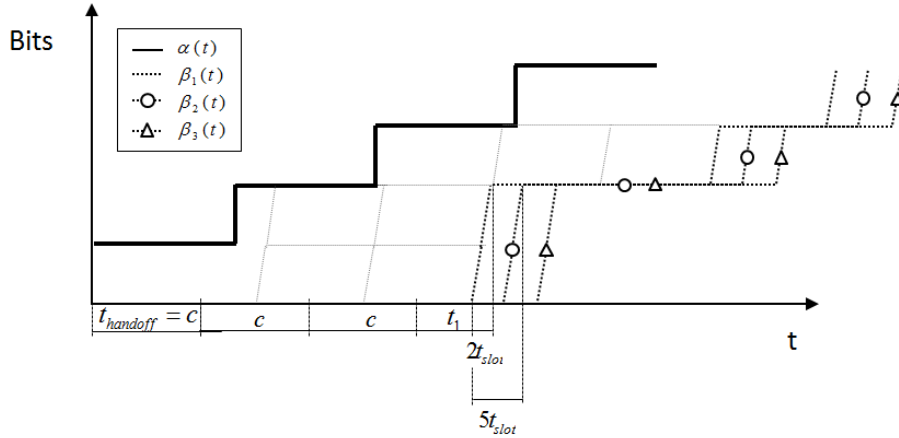 Bits
α(t)
β₁(t)
β₂(t)
β₃(t)
t_handoff = c
c
c
t₁
2t_slot
5t_slot
t